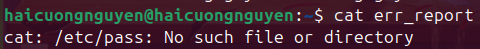 haicuongnguyen@haicuongnguyen:~$ cat err_report
cat: /etc/pass: No such file or directory